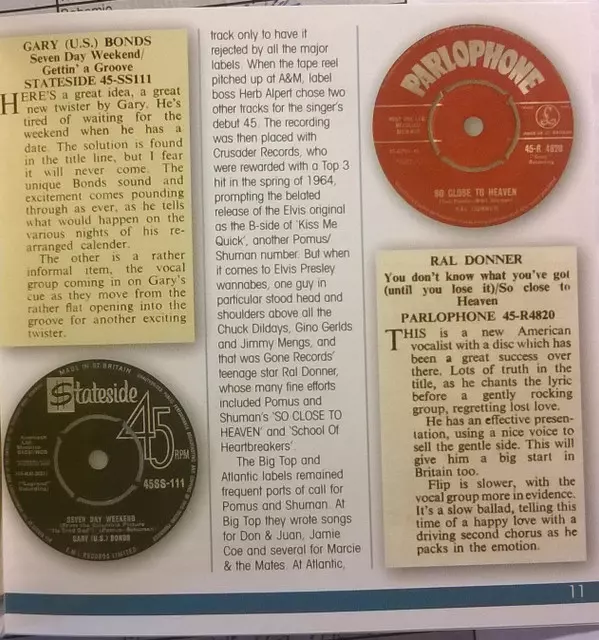 GARY (U.S.) BONDS
Seven Day Weekend/
Gettin' a Groove
STATESIDE 45-SS111
HERE'S a great idea, a great
new twister by Gary. He's
tired of waiting for the
weekend when he has a
date. The solution is found
in the title line, but I fear
it will never come. The
unique Bonds sound and
excitement comes pounding
through as ever, as he tells
what would happen on the
various nights of his re-
arranged calender.
The other is a rather
informal item, the vocal
group coming in on Gary's
cue as they move from the
rather flat opening into the
groove for another exciting
twister.
MADE IN GT BRITAIN
Stateside
45
RPM
45SS-111
SEVEN DAY WEEKEND
GARY (U.S.) BONDS
E.M.I. RECORDS LIMITED
track only to have it
rejected by all the major
labels. When the tape reel
pitched up at A&M, label
boss Herb Alpert chose two
other tracks for the singer's
debut 45. The recording
was then placed with
Crusader Records, who
were rewarded with a Top 3
hit in the spring of 1964,
prompting the belated
release of the Elvis original
as the B-side of 'Kiss Me
Quick', another Pomus/
Shuman number. But when
it comes to Elvis Presley
wannabes, one guy in
particular stood head and
shoulders above all the
Chuck Dildays, Gino Gerlds
and Jimmy Mengs, and
that was Gone Records'
teenage star Ral Donner,
whose many fine efforts
included Pomus and
Shuman's 'SO CLOSE TO
HEAVEN' and 'School Of
Heartbreakers'.
The Big Top and
Atlantic labels remained
frequent ports of call for
Pomus and Shuman. At
Big Top they wrote songs
for Don & Juan, Jamie
Coe and several for Marcie
& the Mates. At Atlantic,
PARLOPHONE
45-R 4820
SO CLOSE TO HEAVEN
RAL DONNER
RAL DONNER
You don't know what you've got
(until you lose it)/So close to
Heaven
PARLOPHONE 45-R4820
THIS is a new American
vocalist with a disc which has
been a great success over
there. Lots of truth in the
title, as he chants the lyric
before a gently rocking
group, regretting lost love.
He has an effective presen-
tation, using a nice voice to
sell the gentle side. This will
give him a big start in
Britain too.
Flip is slower, with the
vocal group more in evidence.
It's a slow ballad, telling this
time of a happy love with a
driving second chorus as he
packs in the emotion.
11